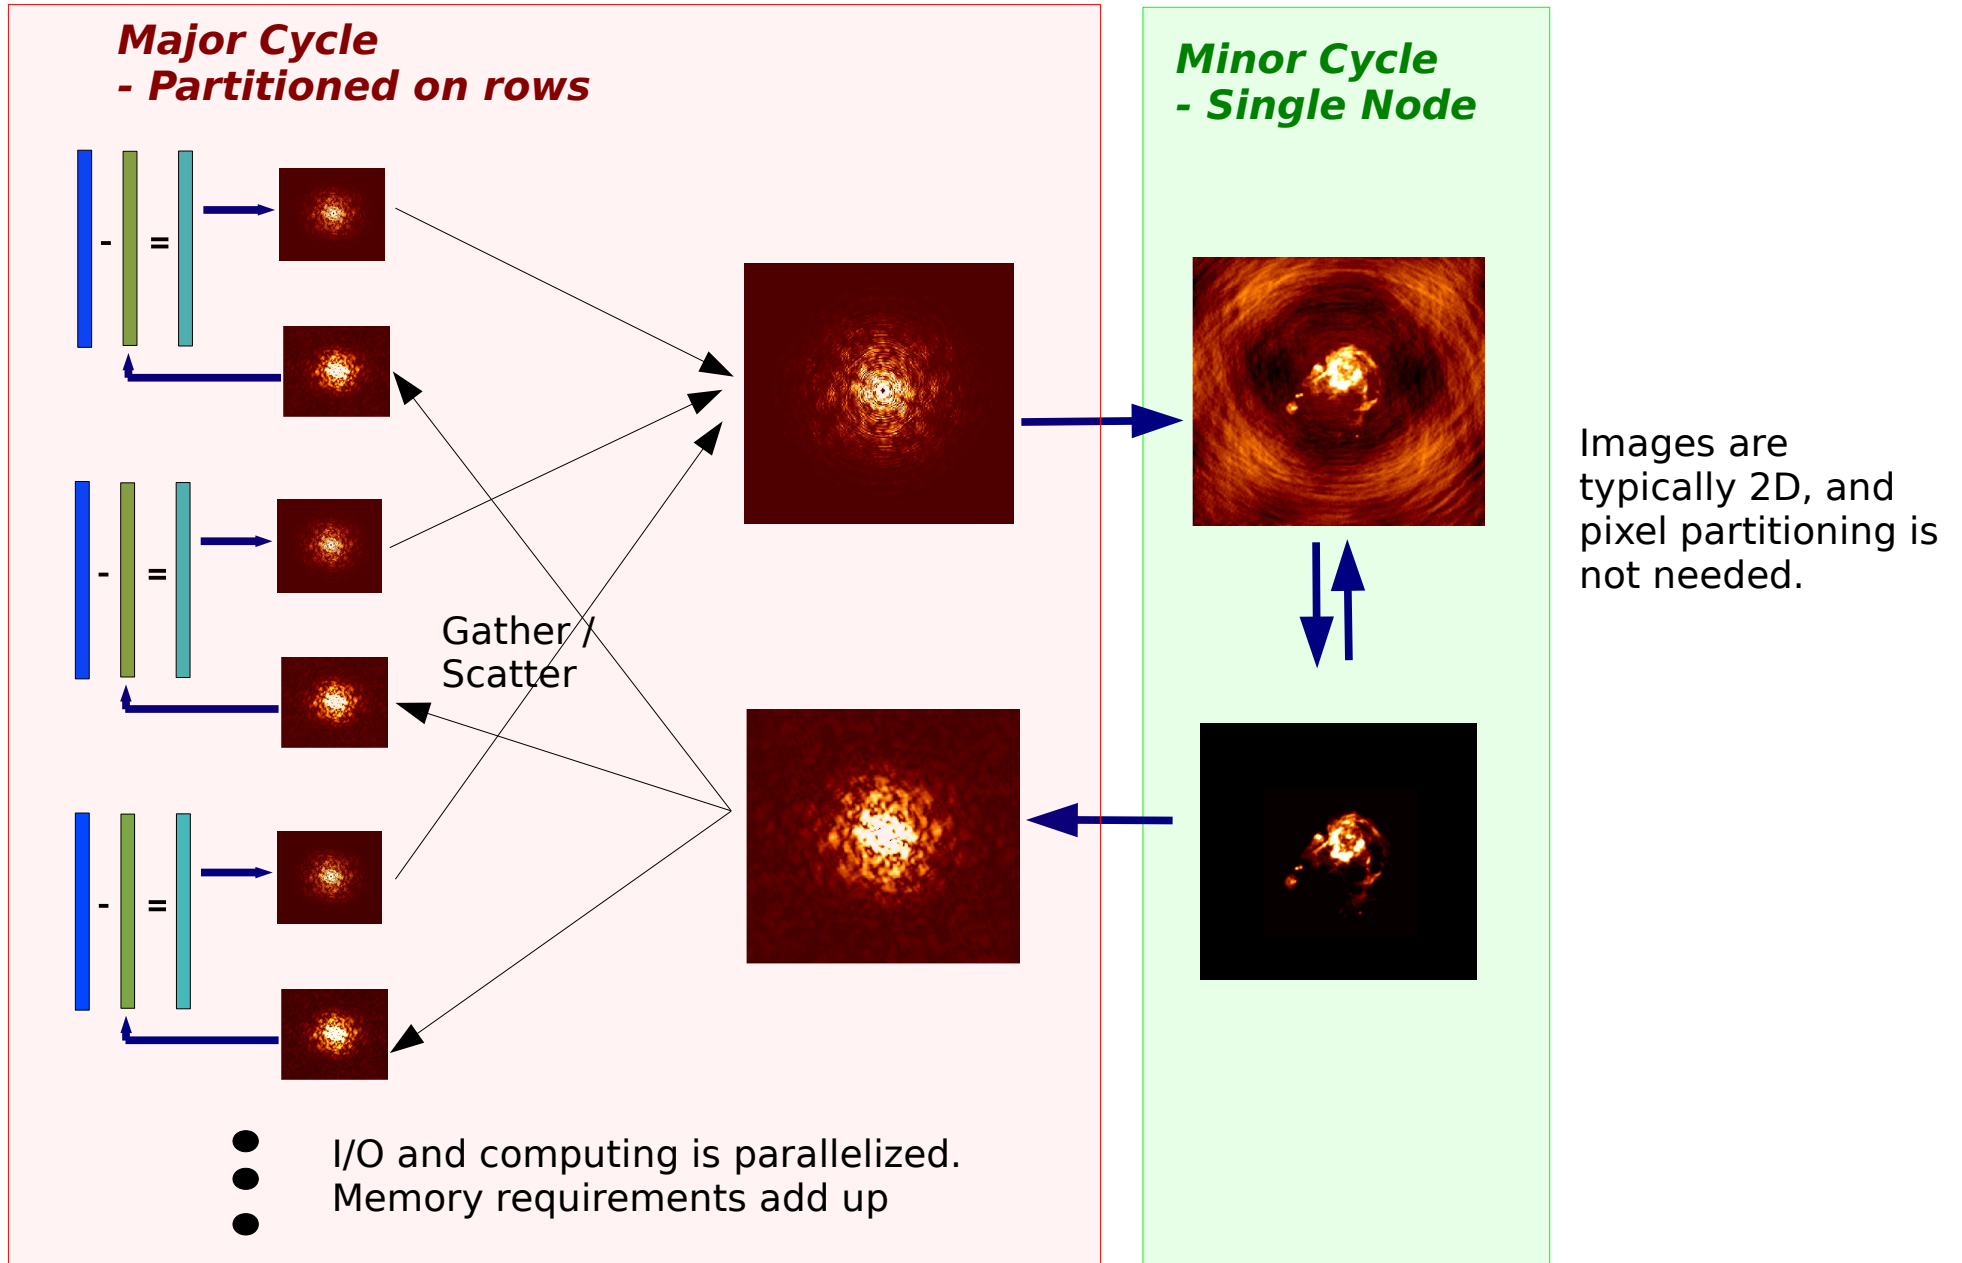 Major Cycle
- Partitioned on rows
Minor Cycle
- Single Node
- =
- =
Gather /
Scatter
- =
Images are
typically 2D, and
pixel partitioning is
not needed.
I/O and computing is parallelized.
Memory requirements add up